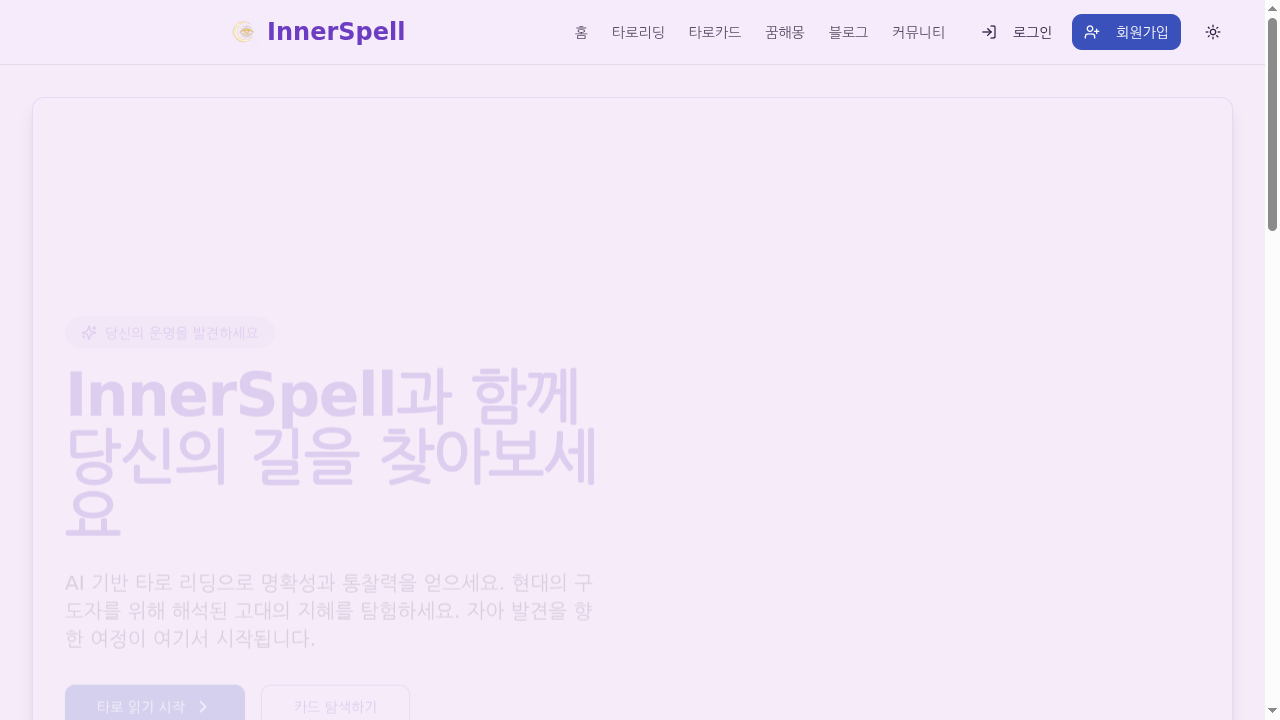 InnerSpell
홈
타로리딩
타로카드
꿈해몽
블로그
커뮤니티
로그인
회원가입
당신의 운명을 발견하세요
InnerSpell과 함께
당신의 길을 찾아보세
요
AI 기반 타로 리딩으로 명확성과 통찰력을 얻으세요. 현대의 구
도자를 위해 해석된 고대의 지혜를 탐험하세요. 자아 발견을 향
한 여정이 여기서 시작됩니다.
타로 읽기 시작
카드 탐색하기